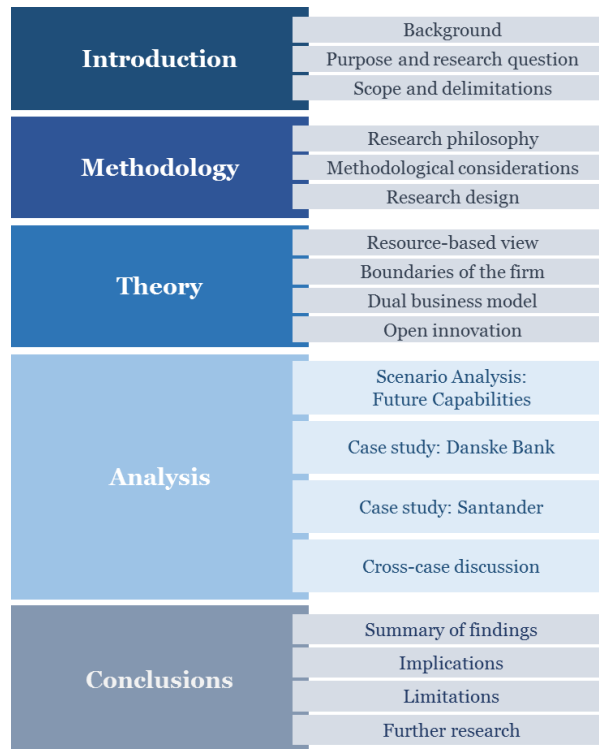 Introduction
Background
Purpose and research question
Scope and delimitations
Methodology
Research philosophy
Methodological considerations
Research design
Theory
Resource-based view
Boundaries of the firm
Dual business model
Open innovation
Analysis
Scenario Analysis:
Future Capabilities
Case study: Danske Bank
Case study: Santander
Cross-case discussion
Conclusions
Summary of findings
Implications
Limitations
Further research